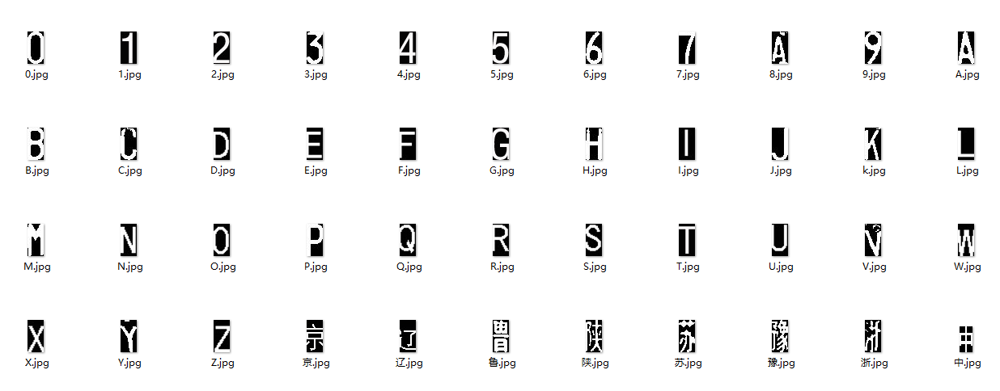 0 1 2 3 4 5 6 7 A 9 A
0.jpg 1.jpg 2.jpg 3.jpg 4.jpg 5.jpg 6.jpg 7.jpg 8.jpg 9.jpg A.jpg
B C D E F G H I J K L
B.jpg C.jpg D.jpg E.jpg F.jpg G.jpg H.jpg I.jpg J.jpg k.jpg L.jpg
M N O P Q R S T U V W
M.jpg N.jpg O.jpg P.jpg Q.jpg R.jpg S.jpg T.jpg U.jpg V.jpg W.jpg
X Y Z 京 辽 鲁 陕 苏 豫 浙 中
X.jpg Y.jpg Z.jpg 京.jpg 辽.jpg 鲁.jpg 陕.jpg 苏.jpg 豫.jpg 浙.jpg 中.jpg